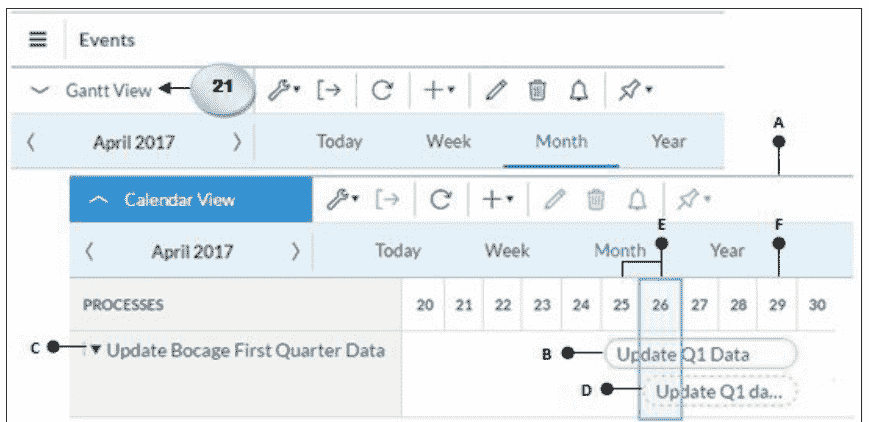 Events
Gantt View 21
April 2017 Today Week Month Year
A
Calendar View
E F
April 2017 Today Week Month Year
PROCESSES 20 21 22 23 24 25 26 27 28 29 30
C Update Bocage First Quarter Data B Update Q1 Data
D Update Q1 da...